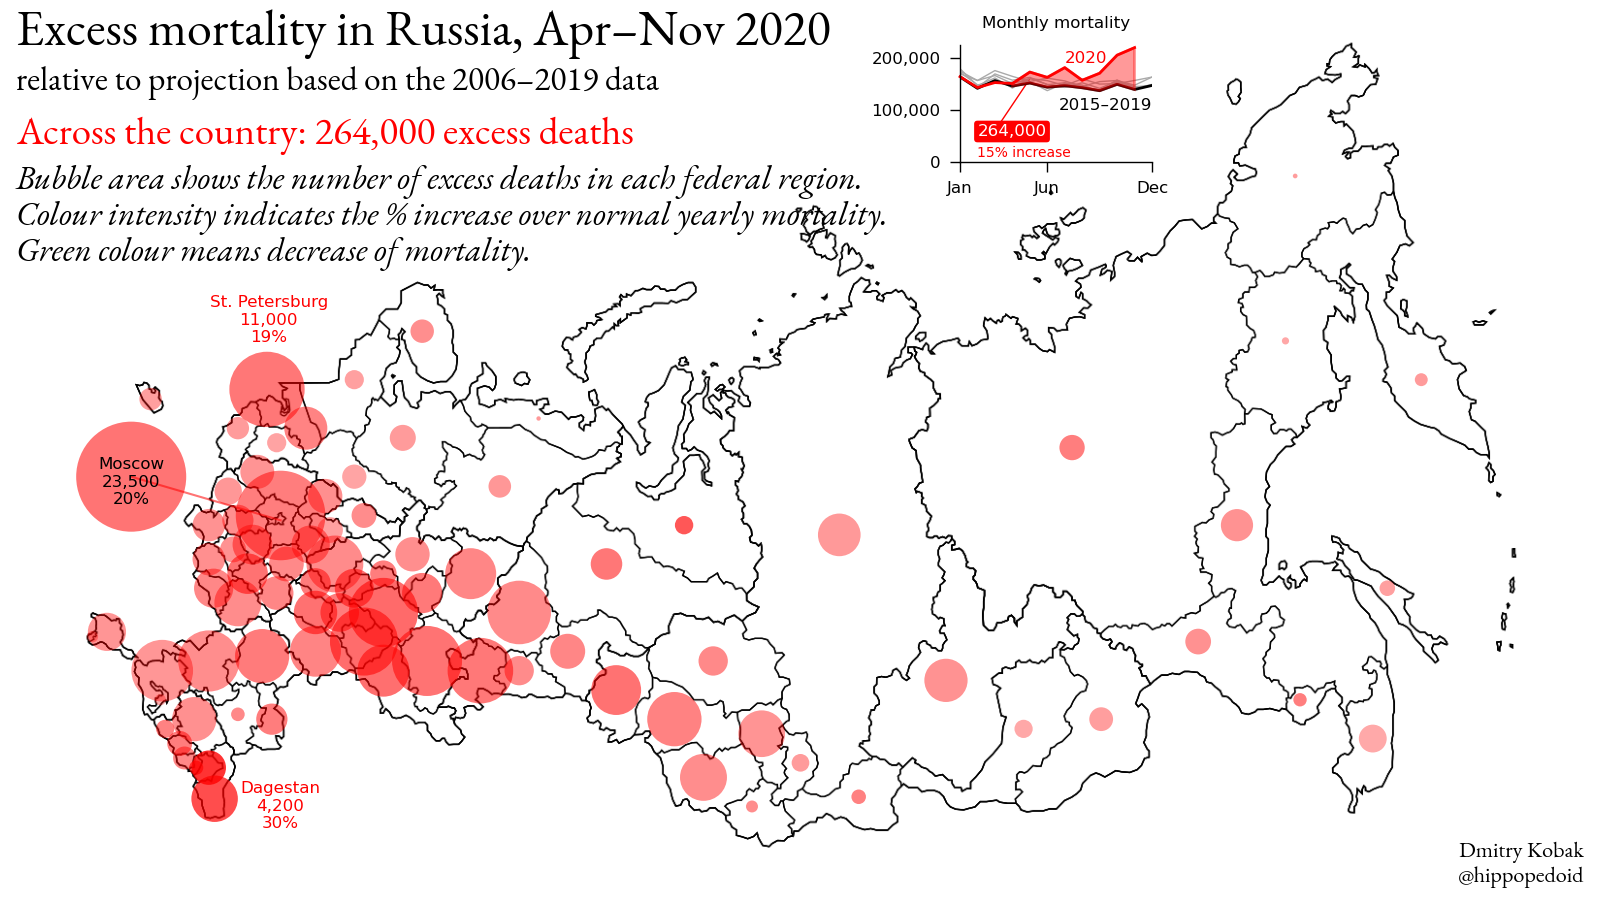 Excess mortality in Russia, Apr–Nov 2020
relative to projection based on the 2006–2019 data
Across the country: 264,000 excess deaths
Bubble area shows the number of excess deaths in each federal region.
Colour intensity indicates the % increase over normal yearly mortality.
Green colour means decrease of mortality.
Monthly mortality
200,000
100,000
0
2020
2015–2019
264,000
15% increase
Jan
Jun
Dec
St. Petersburg
11,000
19%
Moscow
23,500
20%
Dagestan
4,200
30%
Dmitry Kobak
@hippopedoid